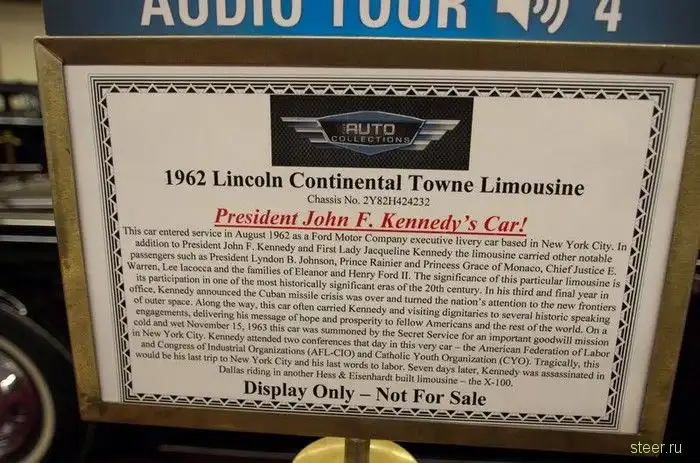 AUDIO TOUR 4
THE AUTO
COLLECTIONS
1962 Lincoln Continental Towne Limousine
Chassis No. 2Y82H424232
President John F. Kennedy's Car!
This car entered service in August 1962 as a Ford Motor Company executive livery car based in New York City. In
addition to President John F. Kennedy and First Lady Jacqueline Kennedy the limousine carried other notable
passengers such as President Lyndon B. Johnson, Prince Rainier and Princess Grace of Monaco, Chief Justice E.
Warren, Lee Iacocca and the families of Eleanor and Henry Ford II. The significance of this particular limousine is
its participation in one of the most historically significant eras of the 20th century. In his third and final year in
office, Kennedy announced the Cuban missile crisis was over and turned the nation's attention to the new frontiers
of outer space. Along the way, this car often carried Kennedy and visiting dignitaries to several historic speaking
engagements, delivering his message of hope and prosperity to fellow Americans and the rest of the world. On a
cold and wet November 15, 1963 this car was summoned by the Secret Service for an important goodwill mission
in New York City. Kennedy attended two conferences that day in this very car – the American Federation of Labor
and Congress of Industrial Organizations (AFL-CIO) and Catholic Youth Organization (CYO). Tragically, this
would be his last trip to New York City and his last words to labor. Seven days later, Kennedy was assassinated in
Dallas riding in another Hess & Eisenhardt built limousine – the X-100.
Display Only – Not For Sale
steer.ru